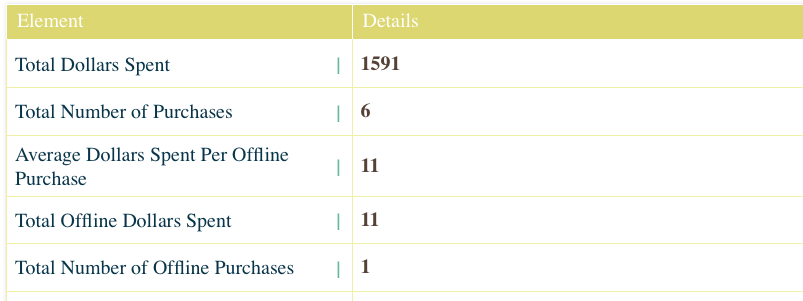 Element Details
Total Dollars Spent | 1591
Total Number of Purchases | 6
Average Dollars Spent Per Offline
Purchase | 11
Total Offline Dollars Spent | 11
Total Number of Offline Purchases | 1